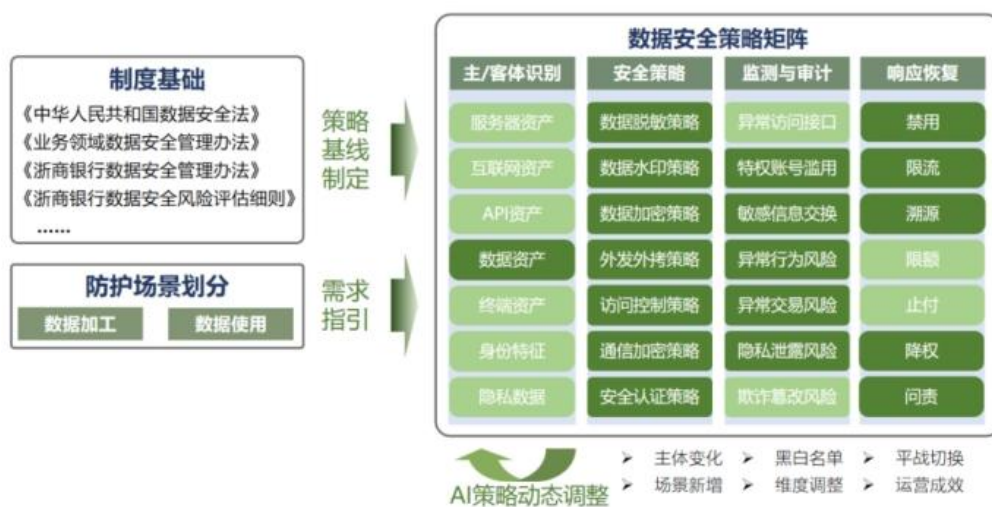 制度基础
《中华人民共和国数据安全法》
《业务领域数据安全管理办法》
《浙商银行数据安全管理办法》
《浙商银行数据安全风险评估细则》
......
防护场景划分
数据加工 数据使用
策略
基线
制定
需求
指引
数据安全策略矩阵
主/客体识别 安全策略 监测与审计 响应恢复
服务器资产 数据脱敏策略 异常访问接口 禁用
互联网资产 数据水印策略 特权账号滥用 限流
API资产 数据加密策略 敏感信息交换 溯源
数据资产 外发外拷策略 异常行为风险 限额
终端资产 访问控制策略 异常交易风险 止付
身份特征 通信加密策略 隐私泄露风险 降权
隐私数据 安全认证策略 欺诈篡改风险 问责
AI策略动态调整
➢ 主体变化 ➢ 黑白名单 ➢ 平战切换
➢ 场景新增 ➢ 维度调整 ➢ 运营成效